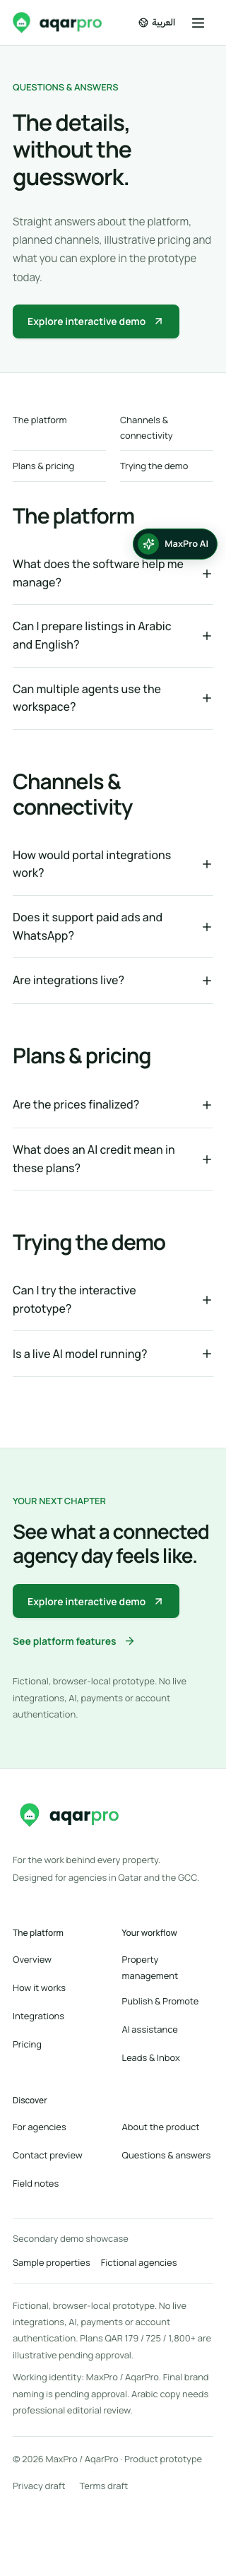 aqarpro
العربية
QUESTIONS & ANSWERS
The details,
without the
guesswork.
Straight answers about the platform,
planned channels, illustrative pricing and
what you can explore in the prototype
today.
Explore interactive demo
The platform
Channels &
connectivity
Plans & pricing
Trying the demo
The platform
MaxPro AI
What does the software help me
manage?
Can I prepare listings in Arabic
and English?
Can multiple agents use the
workspace?
Channels &
connectivity
How would portal integrations
work?
Does it support paid ads and
WhatsApp?
Are integrations live?
Plans & pricing
Are the prices finalized?
What does an AI credit mean in
these plans?
Trying the demo
Can I try the interactive
prototype?
Is a live AI model running?
YOUR NEXT CHAPTER
See what a connected
agency day feels like.
Explore interactive demo
See platform features
Fictional, browser-local prototype. No live
integrations, AI, payments or account
authentication.
aqarpro
For the work behind every property.
Designed for agencies in Qatar and the GCC.
The platform
Overview
How it works
Integrations
Pricing
Your workflow
Property
management
Publish & Promote
AI assistance
Leads & Inbox
Discover
For agencies
About the product
Contact preview
Questions & answers
Field notes
Secondary demo showcase
Sample properties
Fictional agencies
Fictional, browser-local prototype. No live
integrations, AI, payments or account
authentication. Plans QAR 179 / 725 / 1,800+ are
illustrative pending approval.
Working identity: MaxPro / AqarPro. Final brand
naming is pending approval. Arabic copy needs
professional editorial review.
© 2026 MaxPro / AqarPro · Product prototype
Privacy draft
Terms draft